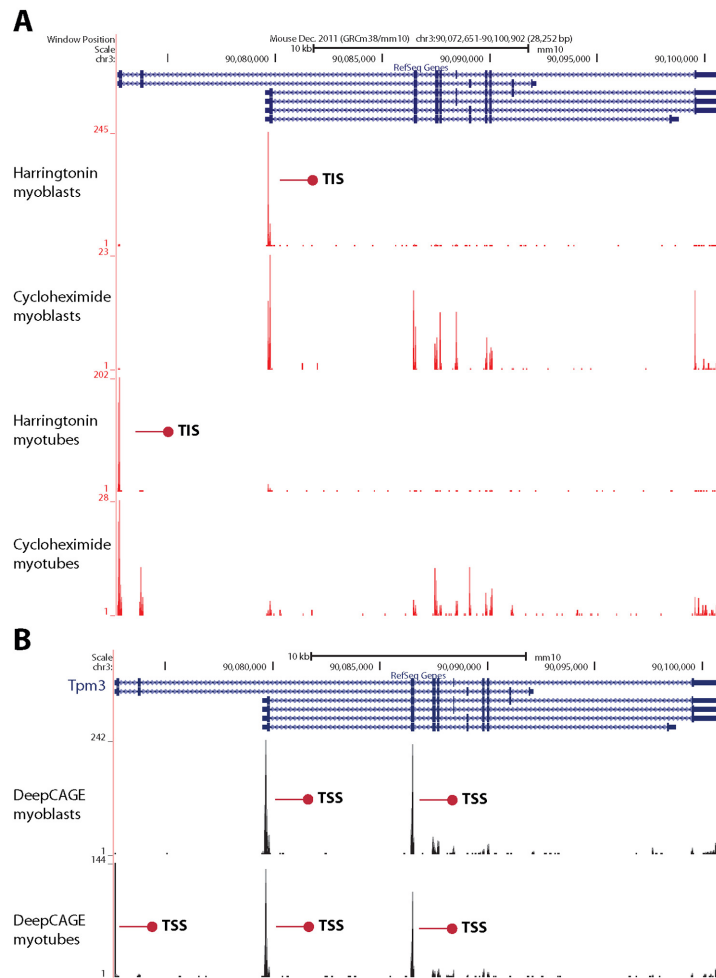 A
Window Position
Mouse Dec. 2011 (GRCm38/mm10)   chr3:90,072,651-90,100,902 (28,252 bp)
Scale
10 kb
mm10
chr3:
90,080,000
90,085,000
90,090,000
90,095,000
90,100,000
RefSeq Genes
245
Harringtonin
myoblasts
TIS
1
23
Cycloheximide
myoblasts
1
202
Harringtonin
myotubes
TIS
1
28
Cycloheximide
myotubes
1
B
Scale
10 kb
mm10
chr3:
90,080,000
90,085,000
90,090,000
90,095,000
90,100,000
RefSeq Genes
Tpm3
242
DeepCAGE
myoblasts
TSS
TSS
1
144
DeepCAGE
myotubes
TSS
TSS
TSS
1